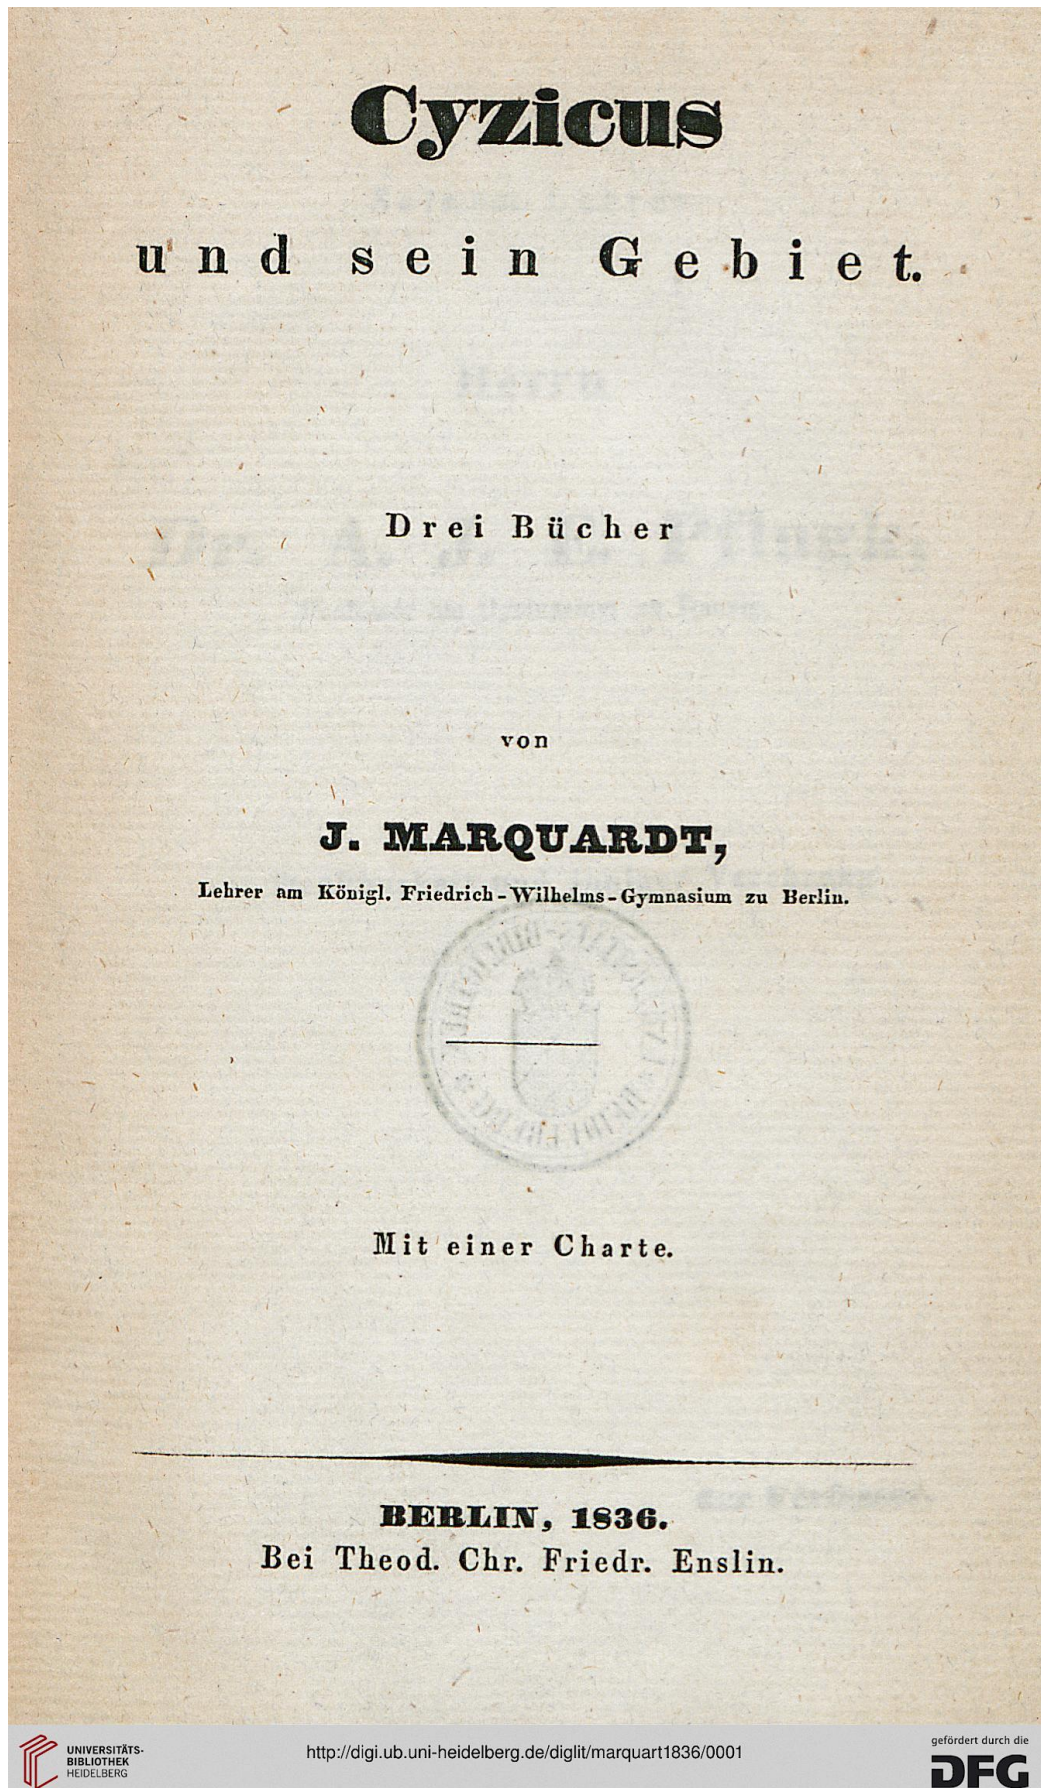 Cyzicus
und sein Gebiet.
Drei Bücher
von
J. MARQUARDT,
Lehrer am Königl. Friedrich-Wilhelms-Gymnasium zu Berlin.
Mit einer Charte.
BERLIN, 1836.
Bei Theod. Chr. Friedr. Enslin.
UNIVERSITÄTS-
BIBLIOTHEK
HEIDELBERG
http://digi.ub.uni-heidelberg.de/diglit/marquart1836/0001
gefördert durch die
DFG